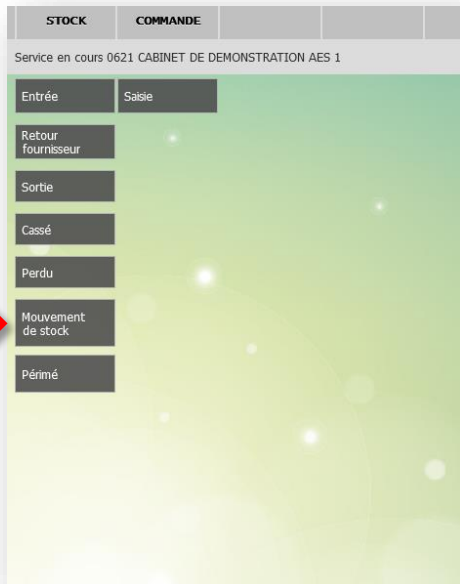 STOCK COMMANDE
Service en cours 0621 CABINET DE DEMONSTRATION AES 1
Entrée Saisie
Retour
fournisseur
Sortie
Cassé
Perdu
Mouvement
de stock
Périmé